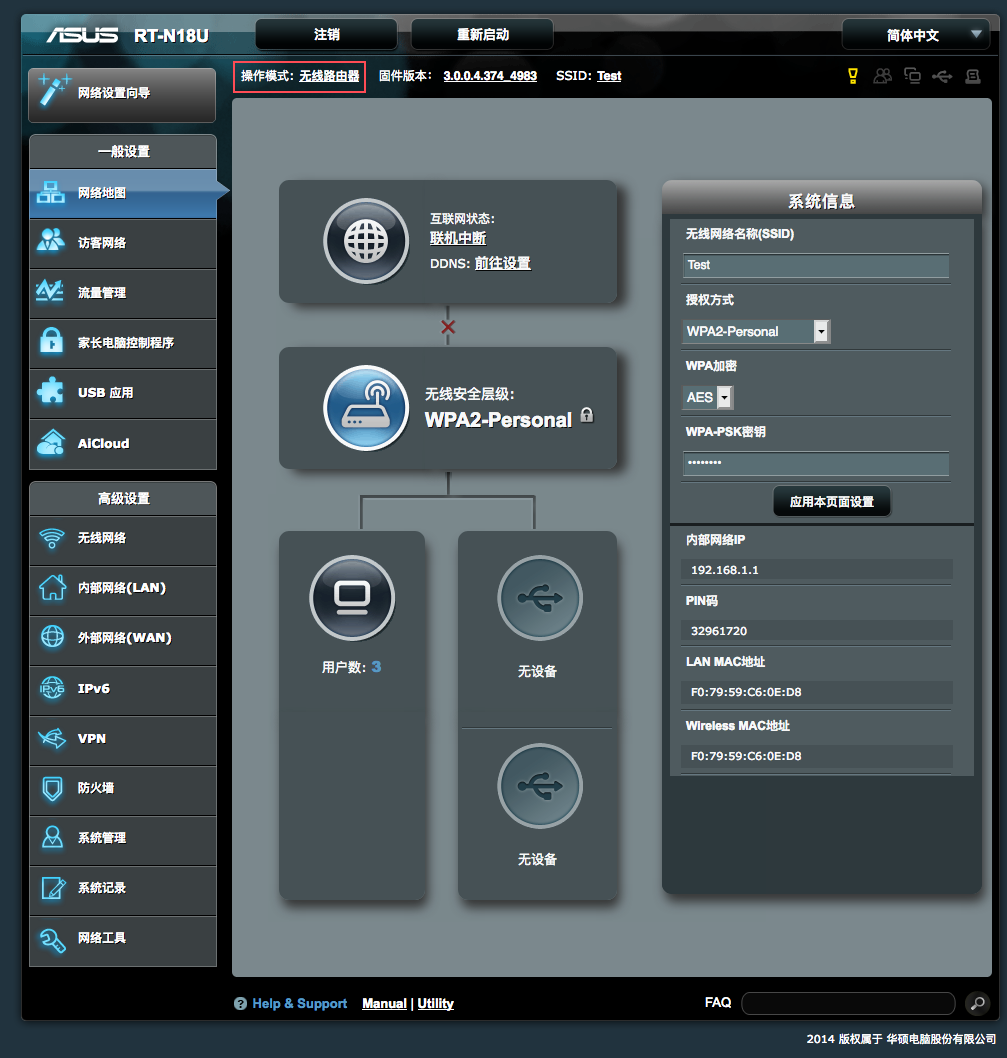 ASUS RT-N18U 注销 重新启动 简体中文
操作模式: 无线路由器 固件版本: 3.0.0.4.374_4983 SSID: Test
网络设置向导
一般设置
网络地图
访客网络
流量管理
家长电脑控制程序
USB 应用
AiCloud
高级设置
无线网络
内部网络(LAN)
外部网络(WAN)
IPv6
IPv6
VPN
防火墙
系统管理
系统记录
网络工具
互联网状态:
联机中断
DDNS: 前往设置
无线安全层级:
WPA2-Personal
用户数: 3
无设备
无设备
系统信息
无线网络名称(SSID)
Test
授权方式
WPA2-Personal
WPA加密
AES
WPA-PSK密钥
••••••••
应用本页面设置
内部网络IP
192.168.1.1
PIN码
32961720
LAN MAC地址
F0:79:59:C6:0E:D8
Wireless MAC地址
F0:79:59:C6:0E:D8
? Help & Support Manual | Utility FAQ
2014 版权属于 华硕电脑股份有限公司